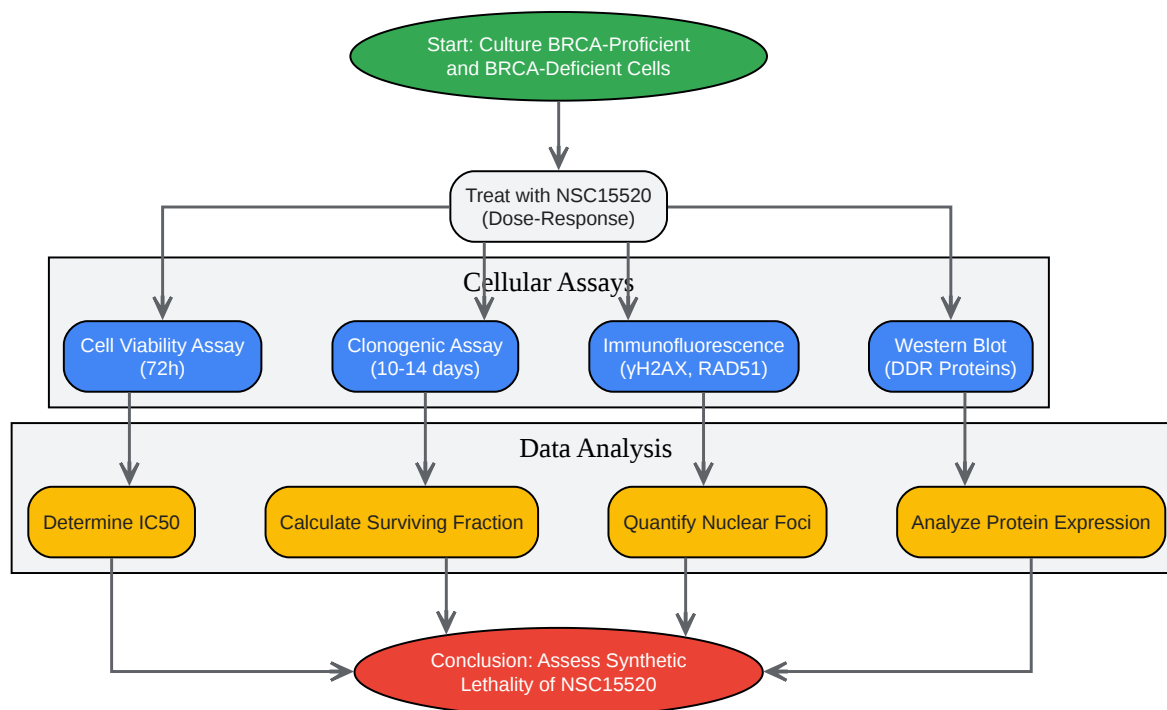 Start: Culture BRCA-Proficient
and BRCA-Deficient Cells
Treat with NSC15520
(Dose-Response)
Cellular Assays
Cell Viability Assay
(72h)
Clonogenic Assay
(10-14 days)
Immunofluorescence
(γH2AX, RAD51)
Western Blot
(DDR Proteins)
Data Analysis
Determine IC50
Calculate Surviving Fraction
Quantify Nuclear Foci
Analyze Protein Expression
Conclusion: Assess Synthetic
Lethality of NSC15520